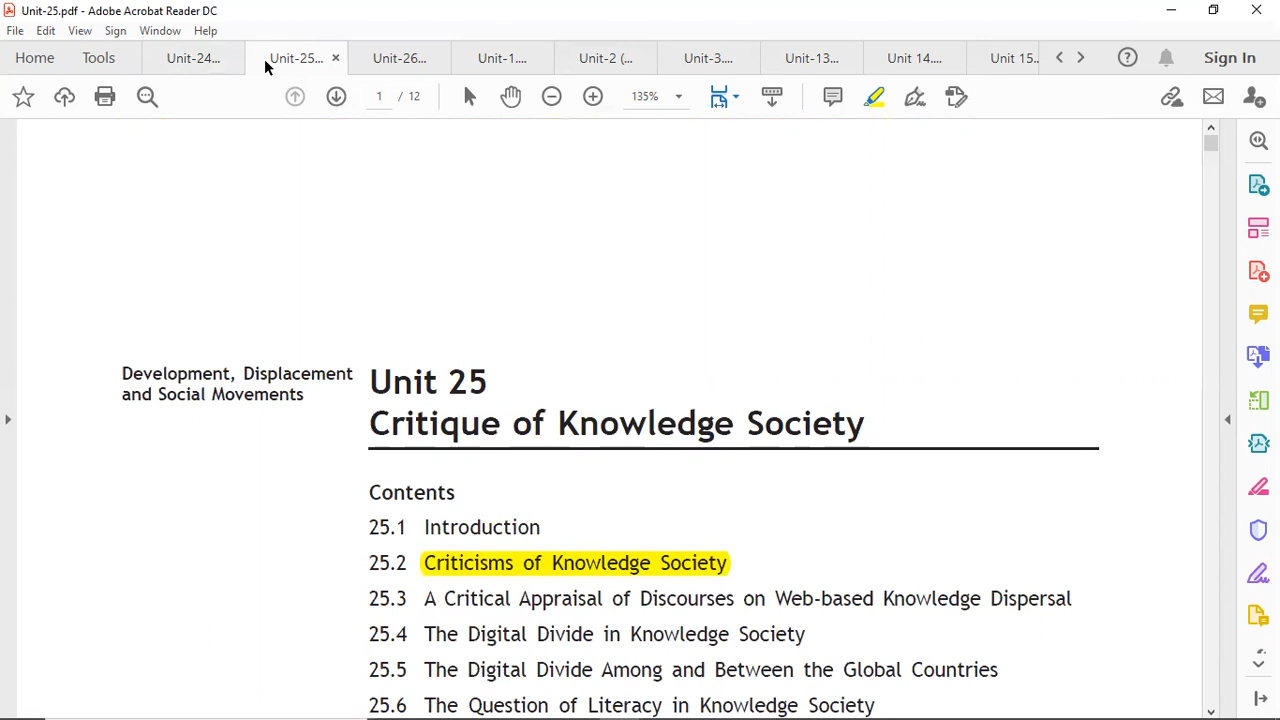 Unit-25.pdf - Adobe Acrobat Reader DC
File Edit View Sign Window Help
Home Tools Unit-24... Unit-25... × Unit-26... Unit-1.... Unit-2 (... Unit-3.... Unit-13... Unit 14.... Unit 15.. Sign In
1 / 12 135%
Development, Displacement
and Social Movements
Unit 25
Critique of Knowledge Society
Contents
25.1 Introduction
25.2 Criticisms of Knowledge Society
25.3 A Critical Appraisal of Discourses on Web-based Knowledge Dispersal
25.4 The Digital Divide in Knowledge Society
25.5 The Digital Divide Among and Between the Global Countries
25.6 The Question of Literacy in Knowledge Society